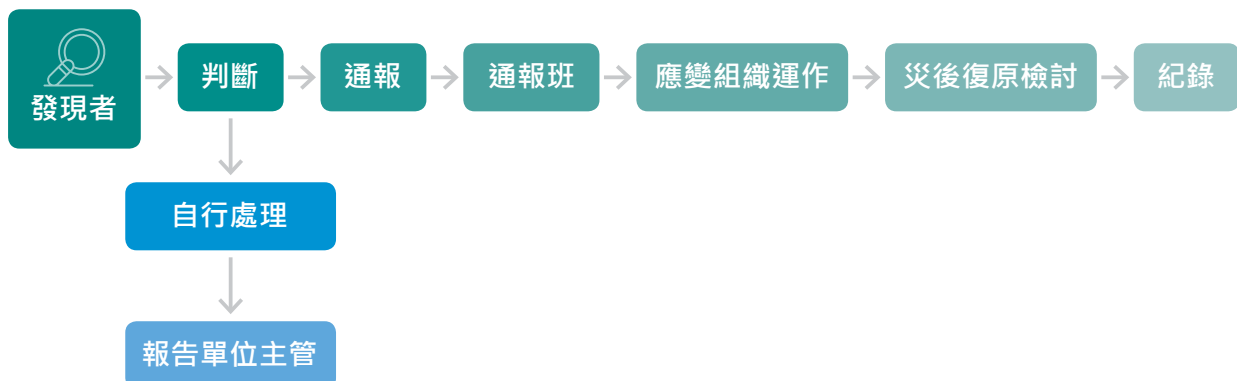 發現者
判斷
通報
通報班
應變組織運作
災後復原檢討
紀錄
自行處理
報告單位主管